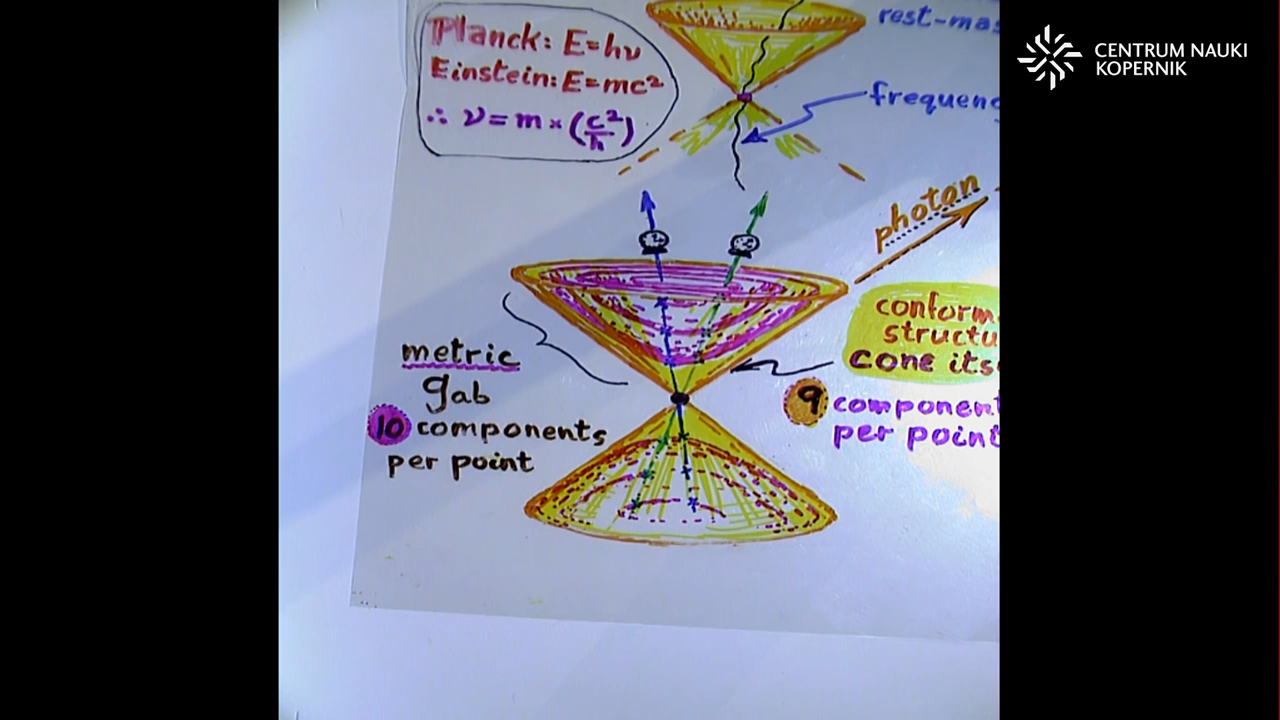 Planck: E=hν
Einstein: E=mc²
∴ ν = m × (c²/h)
rest-mas
frequenc
photon
CENTRUM NAUKI
KOPERNIK
metric
gab
10 components
per point
conform
structu
cone its
9 component
per point